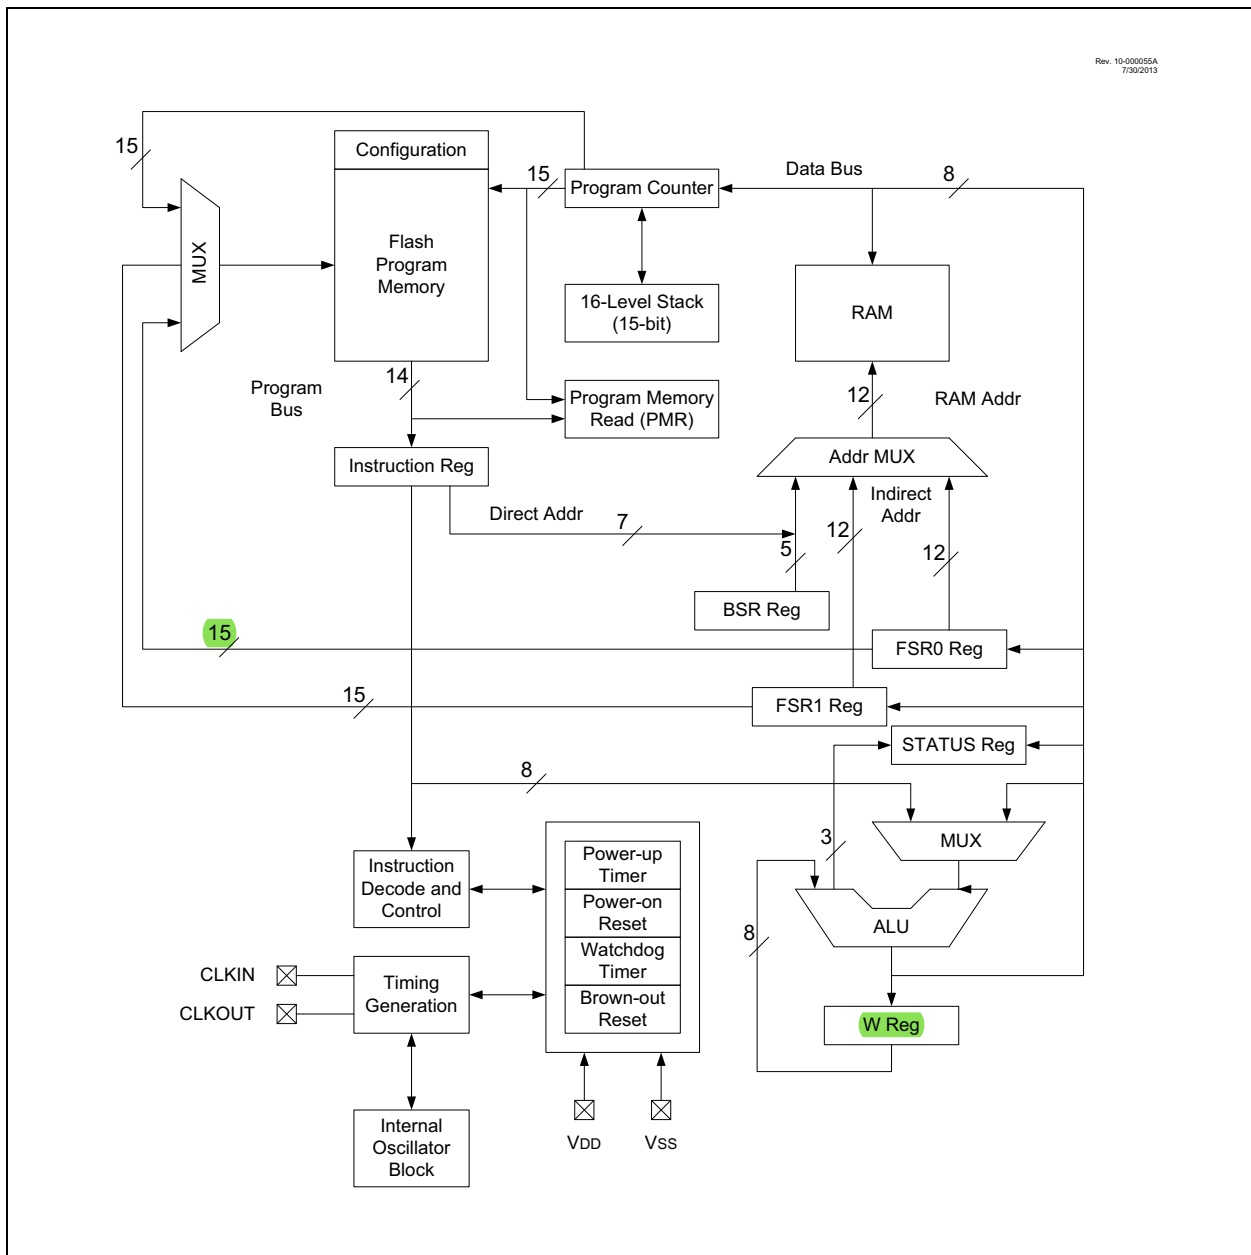 Rev. 10-000055A
7/30/2013
15
Configuration
15
Program Counter
Data Bus
8
MUX
Flash
Program
Memory
16-Level Stack
(15-bit)
RAM
Program
Bus
14
Program Memory
Read (PMR)
12
RAM Addr
Instruction Reg
Addr MUX
Direct Addr
7
Indirect
Addr
5
12
12
BSR Reg
15
FSR0 Reg
15
FSR1 Reg
STATUS Reg
8
3
MUX
Instruction
Decode and
Control
Power-up
Timer
Power-on
Reset
Watchdog
Timer
Brown-out
Reset
8
ALU
CLKIN
CLKOUT
Timing
Generation
W Reg
Internal
Oscillator
Block
VDD
VSS